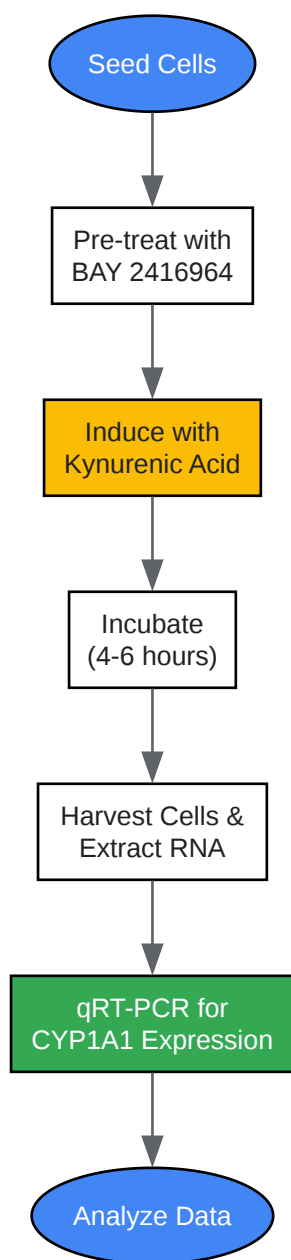 Seed Cells
Pre-treat with
BAY 2416964
Induce with
Kynurenic Acid
Incubate
(4-6 hours)
Harvest Cells &
Extract RNA
qRT-PCR for
CYP1A1 Expression
Analyze Data